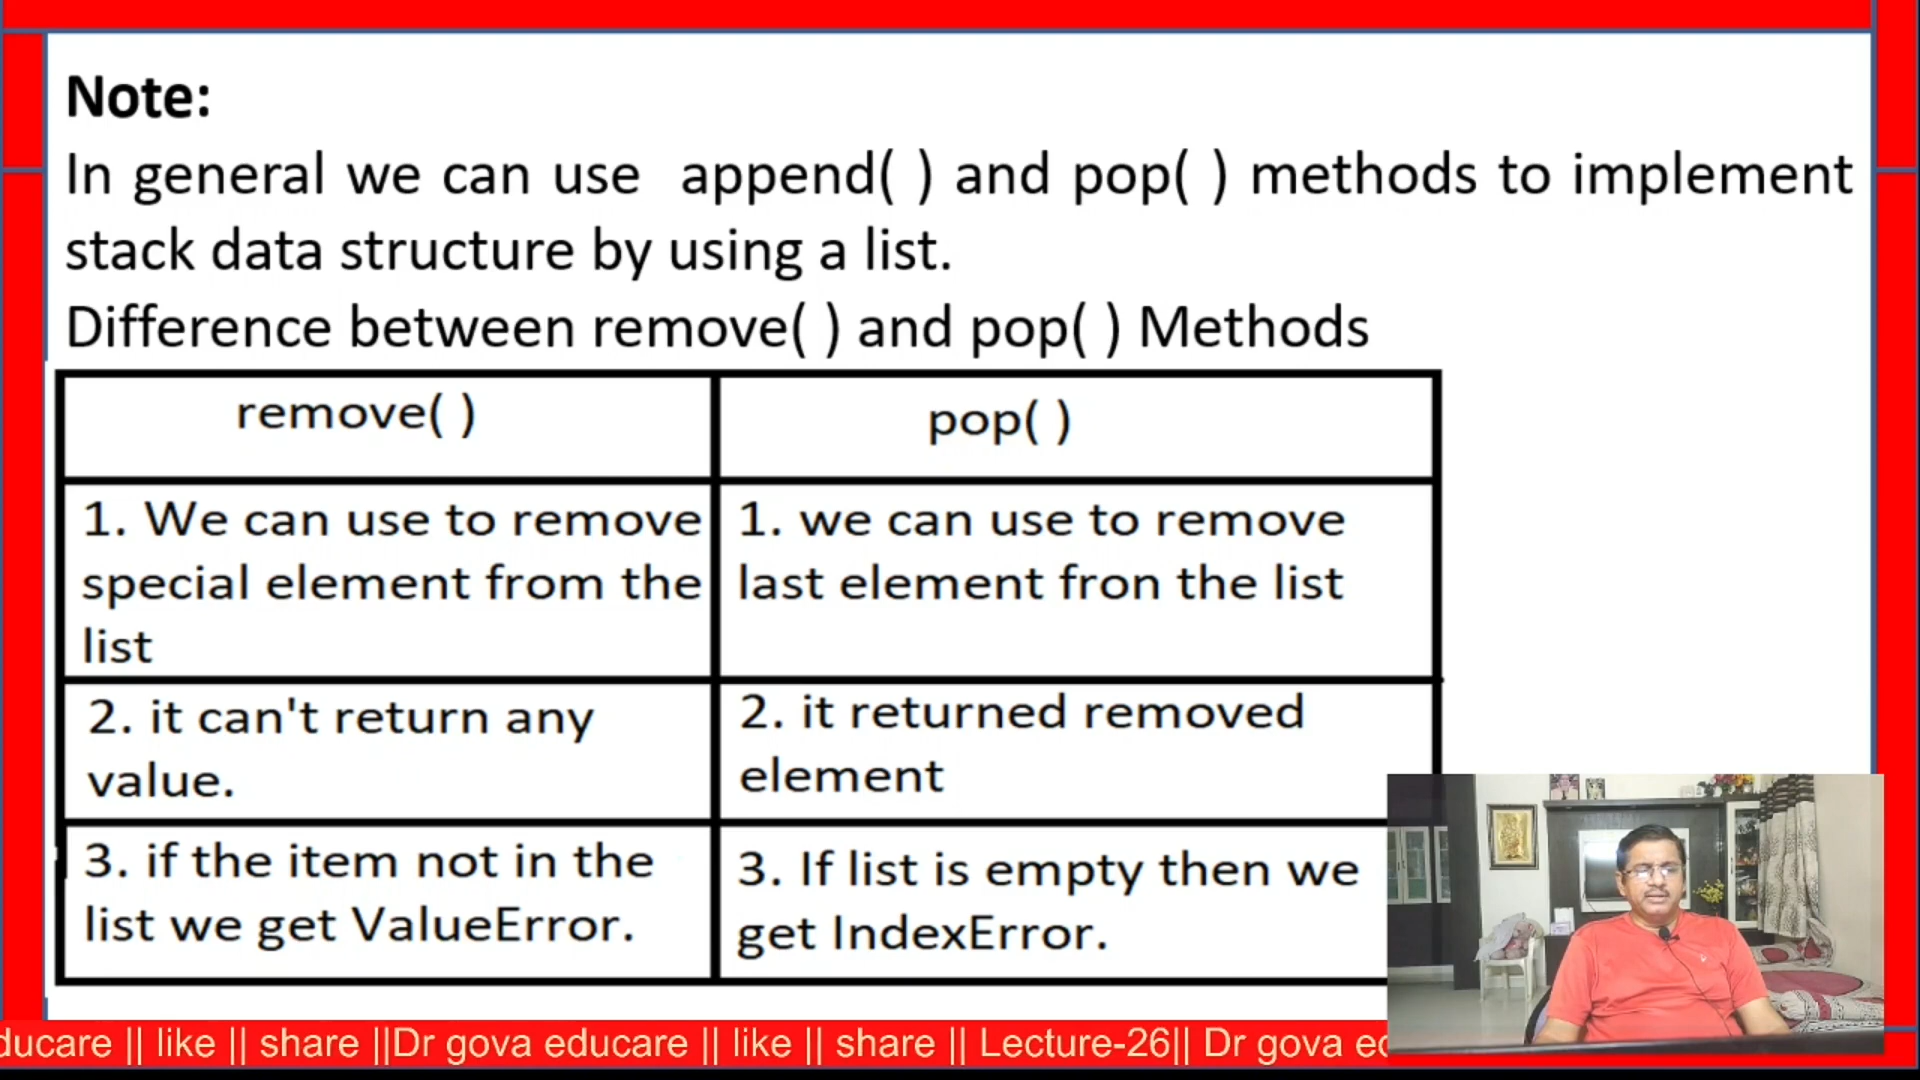 Note:
In general we can use append( ) and pop( ) methods to implement
stack data structure by using a list.
Difference between remove( ) and pop( ) Methods
remove( )
pop( )
1. We can use to remove
special element from the
list
1. we can use to remove
last element fron the list
2. it can't return any
value.
2. it returned removed
element
3. if the item not in the
list we get ValueError.
3. If list is empty then we
get IndexError.
ducare || like || share ||Dr gova educare || like || share || Lecture-26|| Dr gova